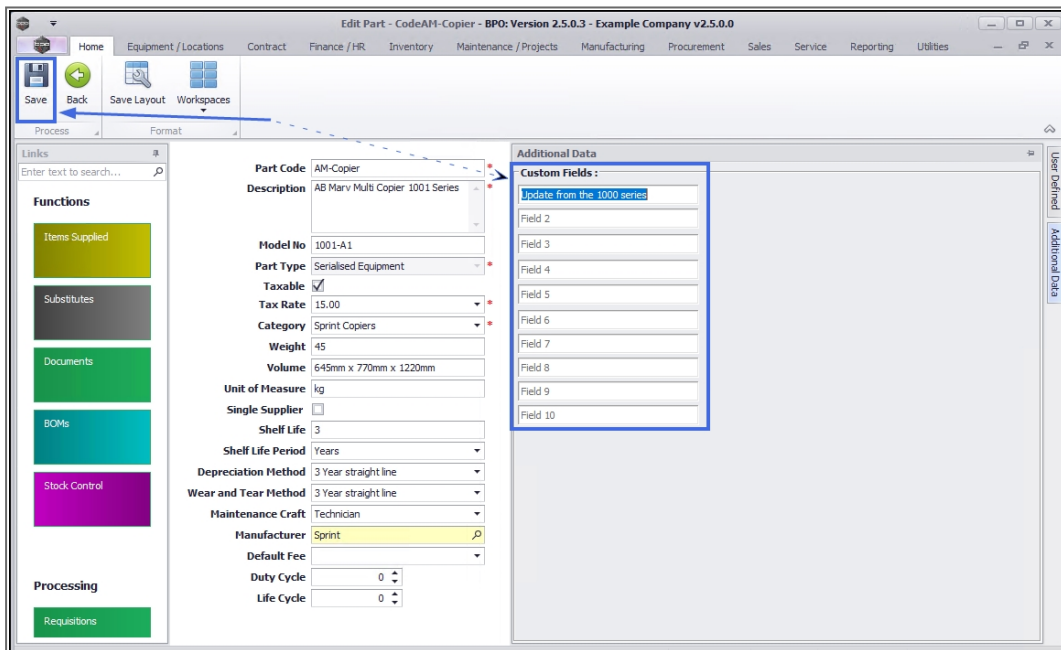 Edit Part - CodeAM-Copier - BPO: Version 2.5.0.3 - Example Company v2.5.0.0
Home Equipment / Locations Contract Finance / HR Inventory Maintenance / Projects Manufacturing Procurement Sales Service Reporting Utilities
Save Back Save Layout Workspaces
Process Format
Links
Enter text to search...
Functions
Items Supplied
Substitutes
Documents
BOMs
Stock Control
Processing
Requisitions
Part Code AM-Copier *
Description AB Marv Multi Copier 1001 Series *
Model No 1001-A1
Part Type Serialised Equipment *
Taxable
Tax Rate 15.00 *
Category Sprint Copiers *
Weight 45
Volume 645mm x 770mm x 1220mm
Unit of Measure kg
Single Supplier
Shelf Life 3
Shelf Life Period Years
Depreciation Method 3 Year straight line
Wear and Tear Method 3 Year straight line
Maintenance Craft Technician
Manufacturer Sprint
Default Fee
Duty Cycle 0
Life Cycle 0
Additional Data
Custom Fields :
Update from the 1000 series
Field 2
Field 3
Field 4
Field 5
Field 6
Field 7
Field 8
Field 9
Field 10
User Defined
Additional Data